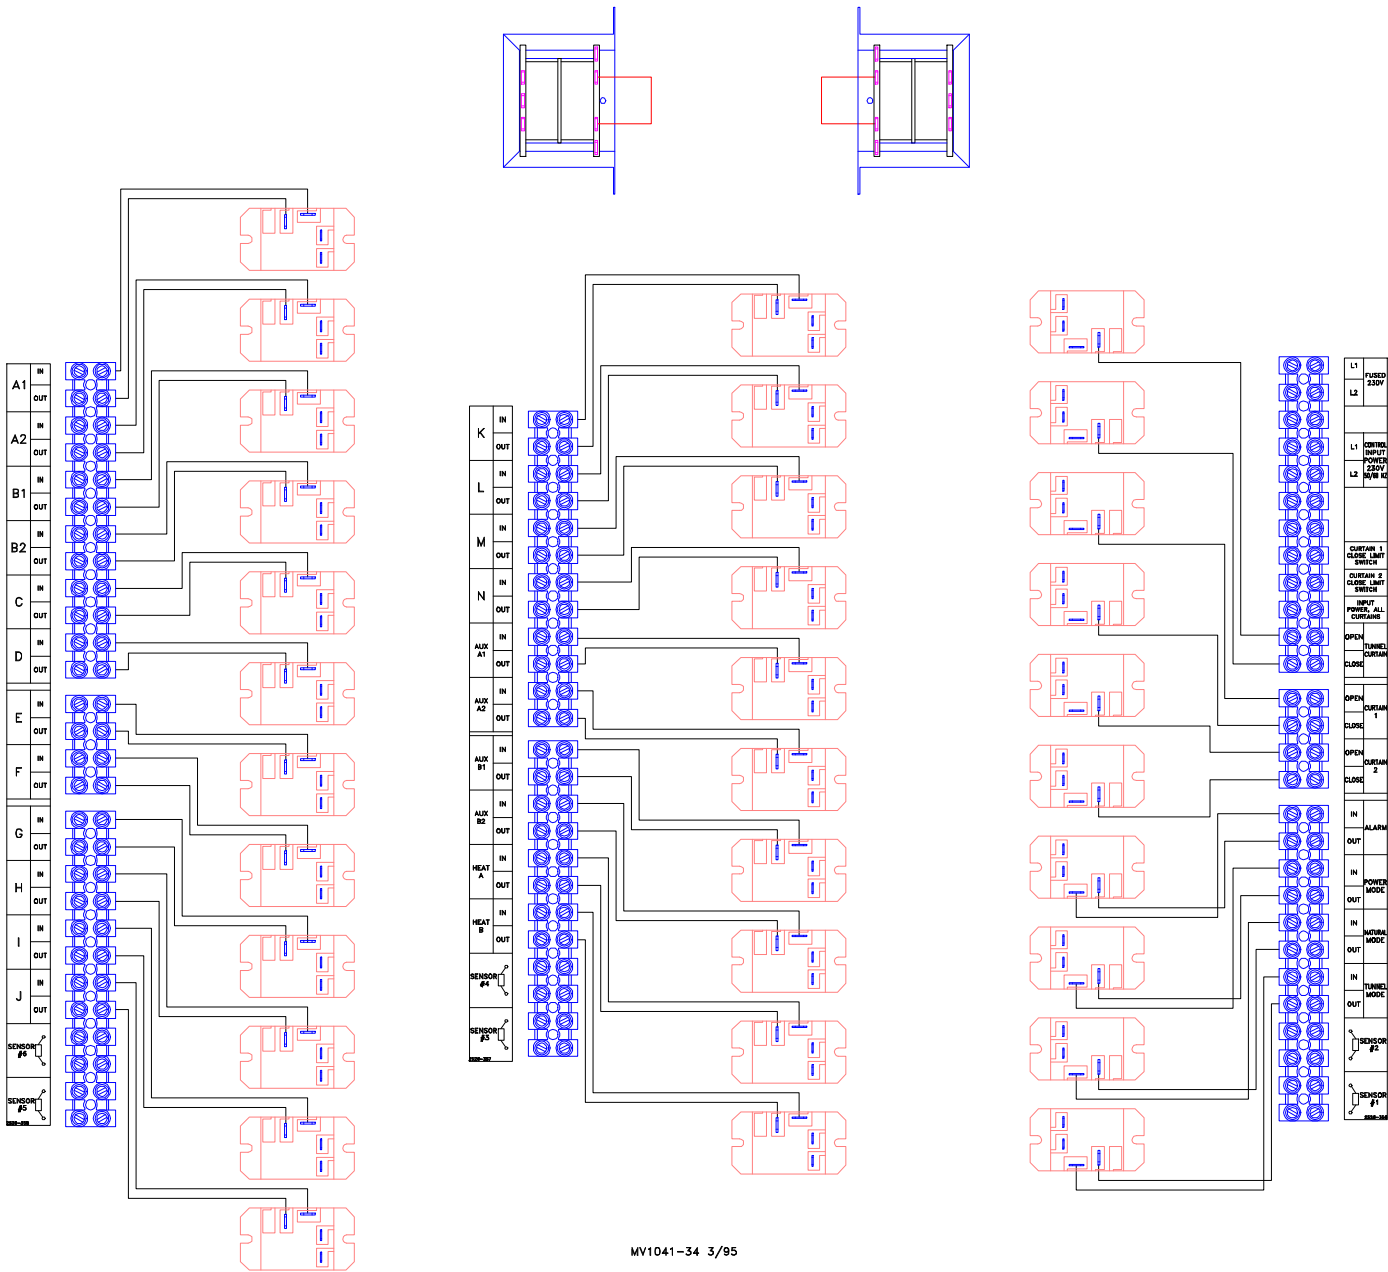 A1
IN
OUT
A2
IN
OUT
B1
IN
OUT
B2
IN
OUT
C
IN
OUT
D
IN
OUT
E
IN
OUT
F
IN
OUT
G
IN
OUT
H
IN
OUT
I
IN
OUT
J
IN
OUT
SENSOR
#6
SENSOR
#5
K
IN
OUT
L
IN
OUT
M
IN
OUT
N
IN
OUT
AUX
A1
IN
OUT
AUX
A2
IN
OUT
AUX
B1
IN
OUT
AUX
B2
IN
OUT
HEAT
A
IN
OUT
HEAT
B
IN
OUT
SENSOR
#4
SENSOR
#3
L1
L2
FUSED
230V
L1
L2
CONTROL
INPUT
POWER
230V
50/60 HZ
CURTAIN 1
CLOSE LIMIT
SWITCH
CURTAIN 2
CLOSE LIMIT
SWITCH
INPUT
POWER, ALL
CURTAINS
OPEN
CLOSE
TUNNEL
CURTAIN
OPEN
CLOSE
CURTAIN
1
OPEN
CLOSE
CURTAIN
2
IN
OUT
ALARM
IN
OUT
POWER
MODE
IN
OUT
NATURAL
MODE
IN
OUT
TUNNEL
MODE
SENSOR
#2
SENSOR
#1
MV1041-34 3/95